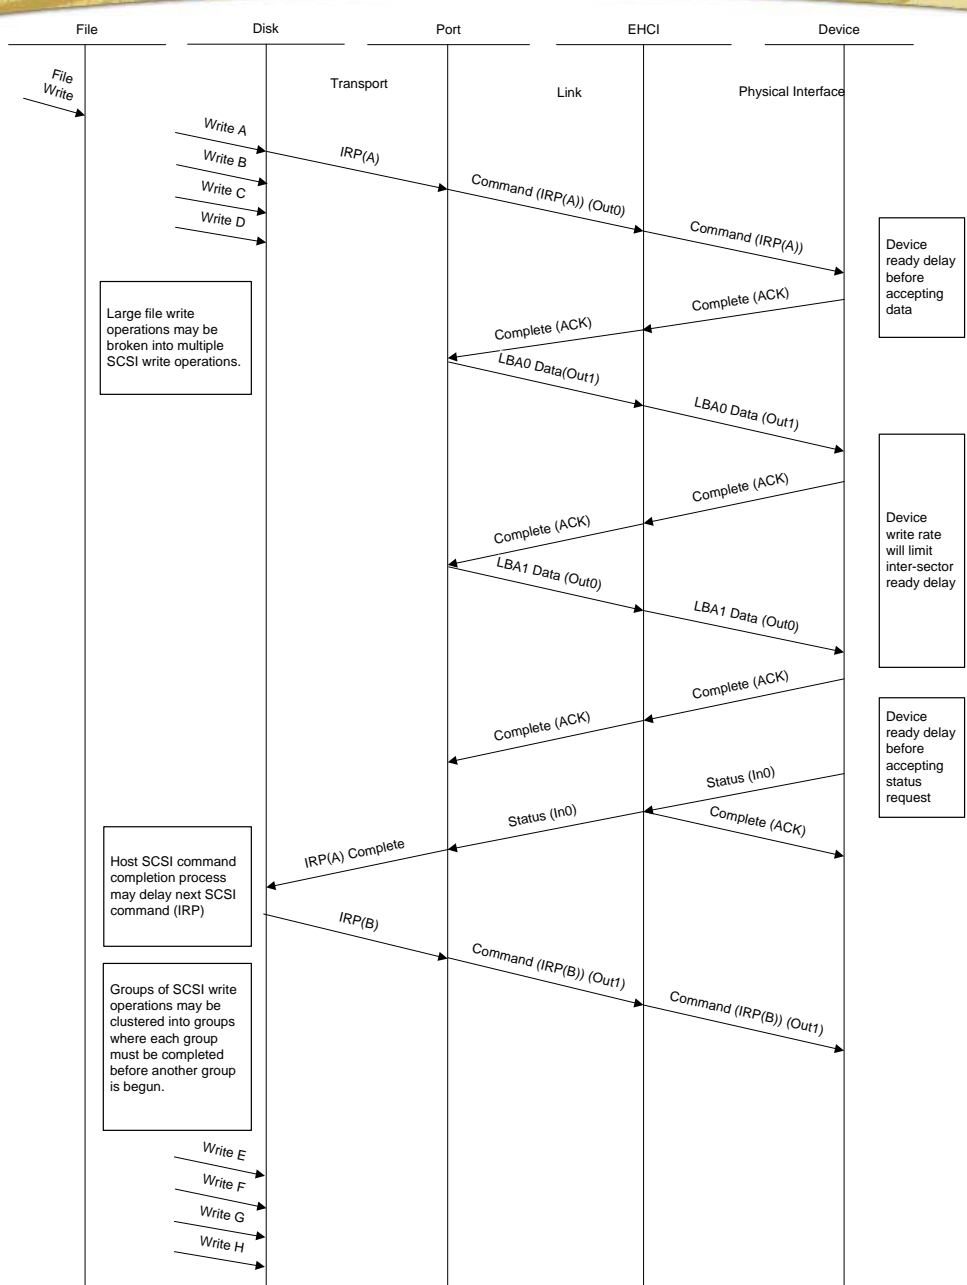 File
Disk
Port
EHCI
Device
Transport
Link
Physical Interface
File
Write
Write A
Write B
Write C
Write D
IRP(A)
Command (IRP(A)) (Out0)
Command (IRP(A))
Device
ready delay
before
accepting
data
Large file write
operations may be
broken into multiple
SCSI write operations.
Complete (ACK)
Complete (ACK)
LBA0 Data(Out1)
LBA0 Data (Out1)
Device
write rate
will limit
inter-sector
ready delay
Complete (ACK)
Complete (ACK)
LBA1 Data (Out0)
LBA1 Data (Out0)
Complete (ACK)
Complete (ACK)
Device
ready delay
before
accepting
status
request
Status (In0)
Status (In0)
Complete (ACK)
IRP(A) Complete
Host SCSI command
completion process
may delay next SCSI
command (IRP)
IRP(B)
Command (IRP(B)) (Out1)
Command (IRP(B)) (Out1)
Groups of SCSI write
operations may be
clustered into groups
where each group
must be completed
before another group
is begun.
Write E
Write F
Write G
Write H